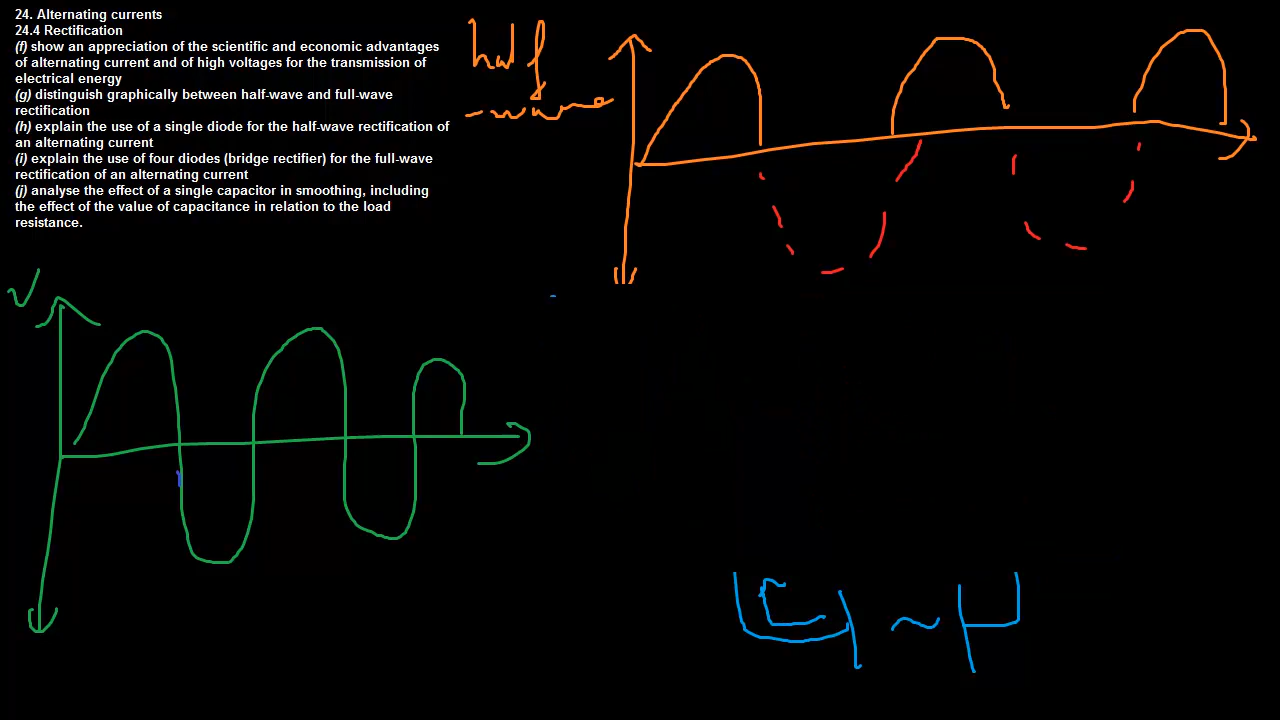 24. Alternating currents
24.4 Rectification
(f) show an appreciation of the scientific and economic advantages
of alternating current and of high voltages for the transmission of
electrical energy
(g) distinguish graphically between half-wave and full-wave
rectification
(h) explain the use of a single diode for the half-wave rectification of
an alternating current
(i) explain the use of four diodes (bridge rectifier) for the full-wave
rectification of an alternating current
(j) analyse the effect of a single capacitor in smoothing, including
the effect of the value of capacitance in relation to the load
resistance.
half
V